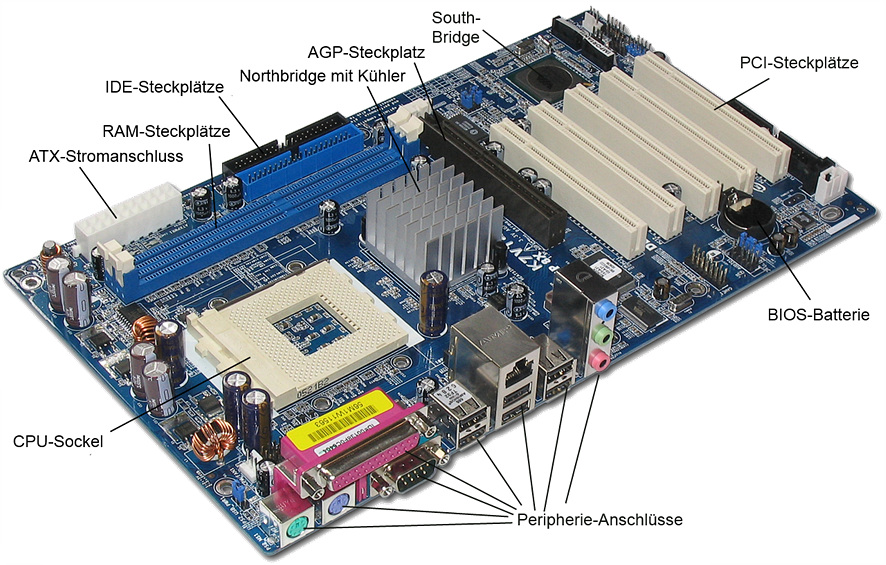 South-
Bridge
AGP-Steckplatz
Northbridge mit Kühler
PCI-Steckplätze
IDE-Steckplätze
RAM-Steckplätze
ATX-Stromanschluss
BIOS-Batterie
CPU-Sockel
56M1W11563
Peripherie-Anschlüsse